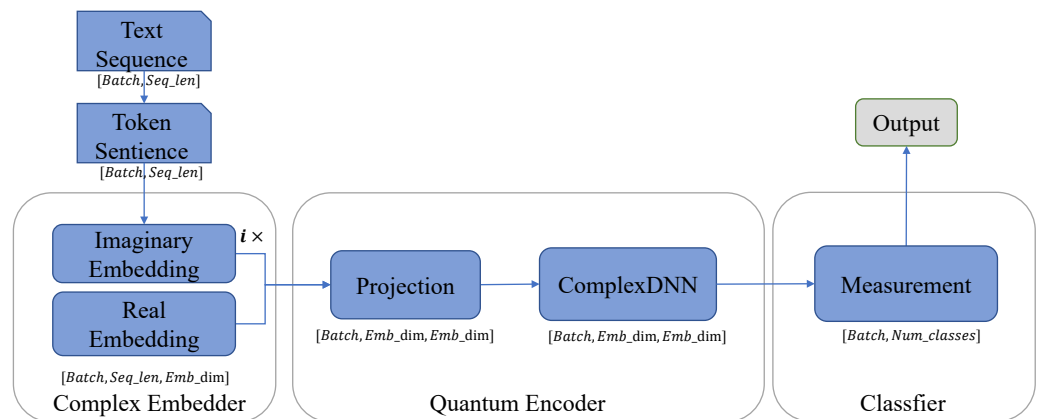 Text
Sequence
[Batch, Seq_len]
Token
Sentience
[Batch, Seq_len]
Imaginary
Embedding
i ×
Real
Embedding
[Batch, Seq_len, Emb_dim]
Complex Embedder
Projection
[Batch, Emb_dim, Emb_dim]
ComplexDNN
[Batch, Emb_dim, Emb_dim]
Quantum Encoder
Output
Measurement
[Batch, Num_classes]
Classfier